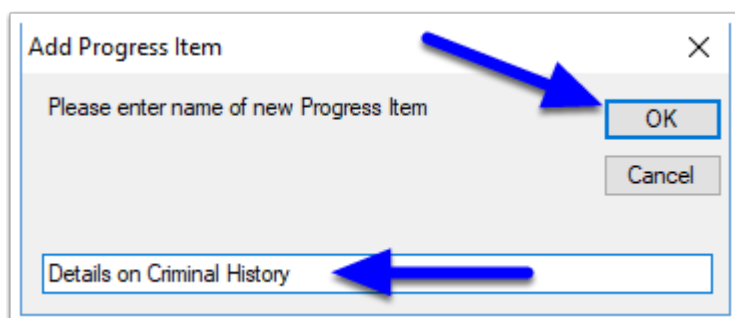 Add Progress Item
Please enter name of new Progress Item
OK
Cancel
Details on Criminal History